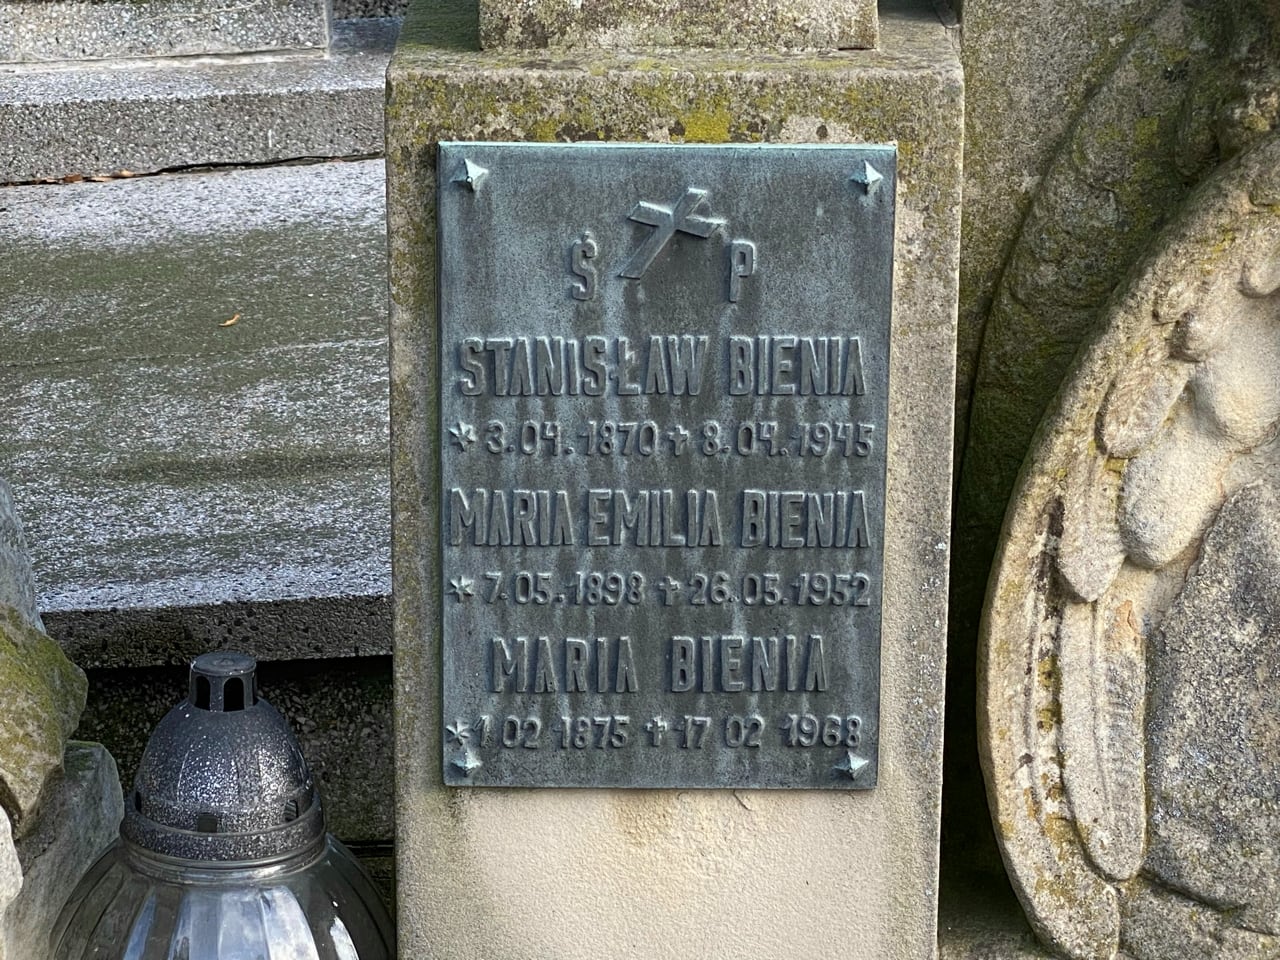 Ś P
STANISŁAW BIENIA
* 3.04.1870 + 8.04.1945
MARIA EMILIA BIENIA
* 7.05.1898 + 26.05.1952
MARIA BIENIA
* 1 02 1875 + 17 02 1968